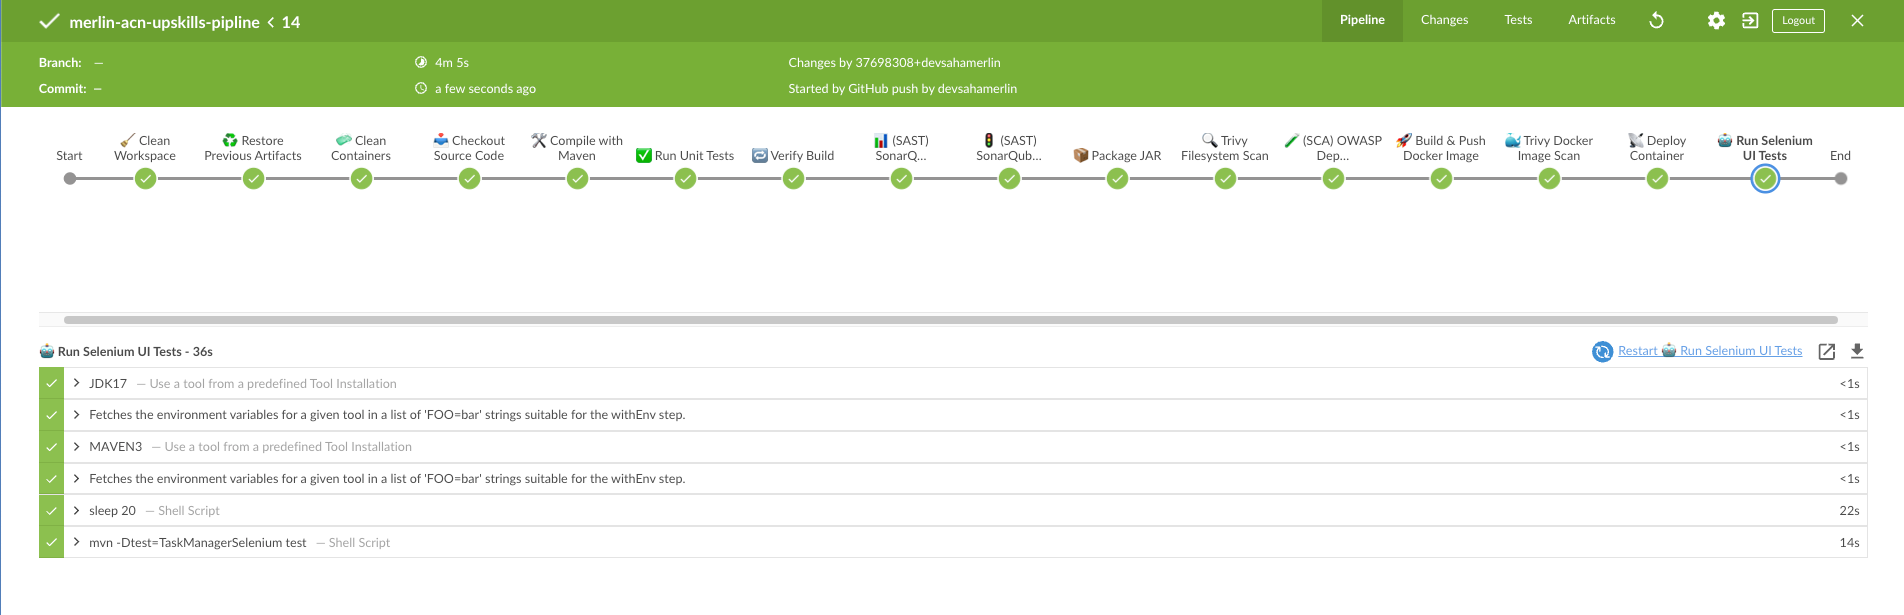 merlin-acn-upskills-pipline < 14
Pipeline
Changes
Tests
Artifacts
Logout
Branch: —
4m 5s
Changes by 37698308+devsahamerlin
Commit: —
a few seconds ago
Started by GitHub push by devsahamerlin
Start
Clean
Workspace
Restore
Previous Artifacts
Clean
Containers
Checkout
Source Code
Compile with
Maven
Run Unit Tests
Verify Build
(SAST)
SonarQ...
(SAST)
SonarQub...
Package JAR
Trivy
Filesystem Scan
(SCA) OWASP
Dep...
Build & Push
Docker Image
Trivy Docker
Image Scan
Deploy
Container
Run Selenium
UI Tests
End
Run Selenium UI Tests - 36s
Restart Run Selenium UI Tests
JDK17 — Use a tool from a predefined Tool Installation <1s
Fetches the environment variables for a given tool in a list of 'FOO=bar' strings suitable for the withEnv step. <1s
MAVEN3 — Use a tool from a predefined Tool Installation <1s
Fetches the environment variables for a given tool in a list of 'FOO=bar' strings suitable for the withEnv step. <1s
sleep 20 — Shell Script 22s
mvn -Dtest=TaskManagerSelenium test — Shell Script 14s